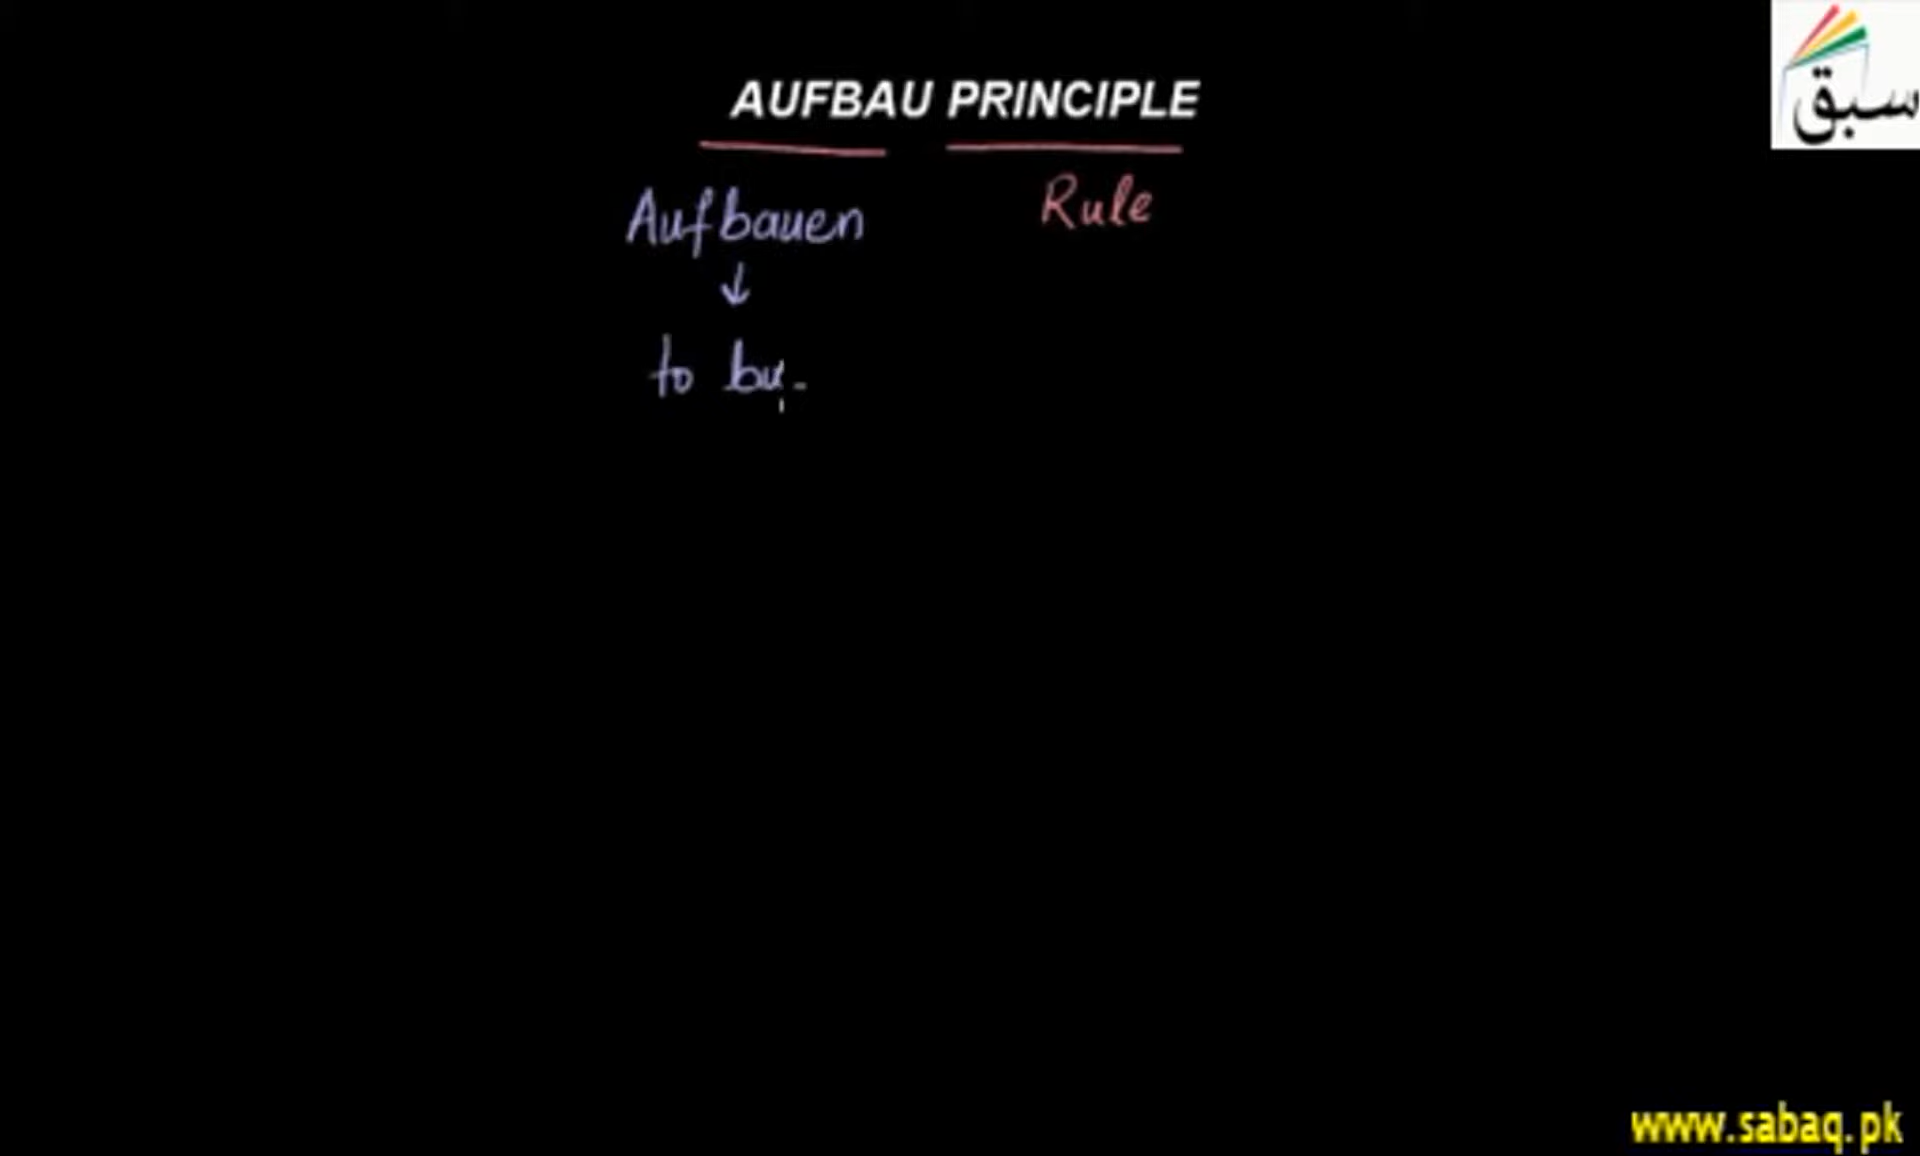 AUFBAU PRINCIPLE
سبق
Aufbauen Rule
↓
to bu
www.sabaq.pk